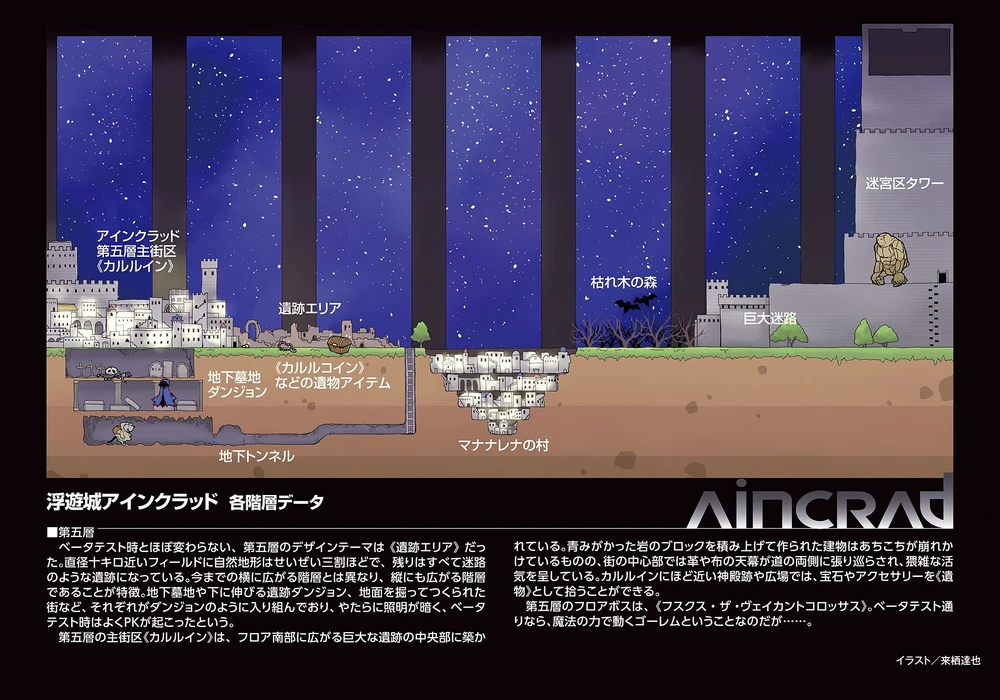 迷宮区タワー
アインクラッド
第五層主街区
《カルルイン》
枯れ木の森
遺跡エリア
巨大迷路
《カルルコイン》
などの遺物アイテム
地下墓地
ダンジョン
マナナレナの村
地下トンネル
浮遊城アインクラッド 各階層データ
AINCRAD
■第五層
ベータテスト時とほぼ変わらない、第五層のデザインテーマは《遺跡エリア》だっ
た。直径十キロ近いフィールドに自然地形はせいぜい三割ほどで、残りはすべて迷路
のような遺跡になっている。今までの横に広がる階層とは異なり、縦にも広がる階層
であることが特徴。地下墓地や下に伸びる遺跡ダンジョン、地面を掘ってつくられた
街など、それぞれがダンジョンのように入り組んでおり、やたらに照明が暗く、ベータ
テスト時はよくPKが起こったという。
第五層の主街区《カルルイン》は、フロア南部に広がる巨大な遺跡の中央部に築か
れている。青みがかった岩のブロックを積み上げて作られた建物はあちこちが崩れか
けているものの、街の中心部では革や布の天幕が道の両側に張り巡らされ、猥雑な活
気を呈している。カルルインにほど近い神殿跡や広場では、宝石やアクセサリーを《遺
物》として拾うことができる。
第五層のフロアボスは、《フスクス・ザ・ヴェイカントコロッサス》。ベータテスト通
りなら、魔法の力で動くゴーレムということなのだが……。
イラスト／来栖達也